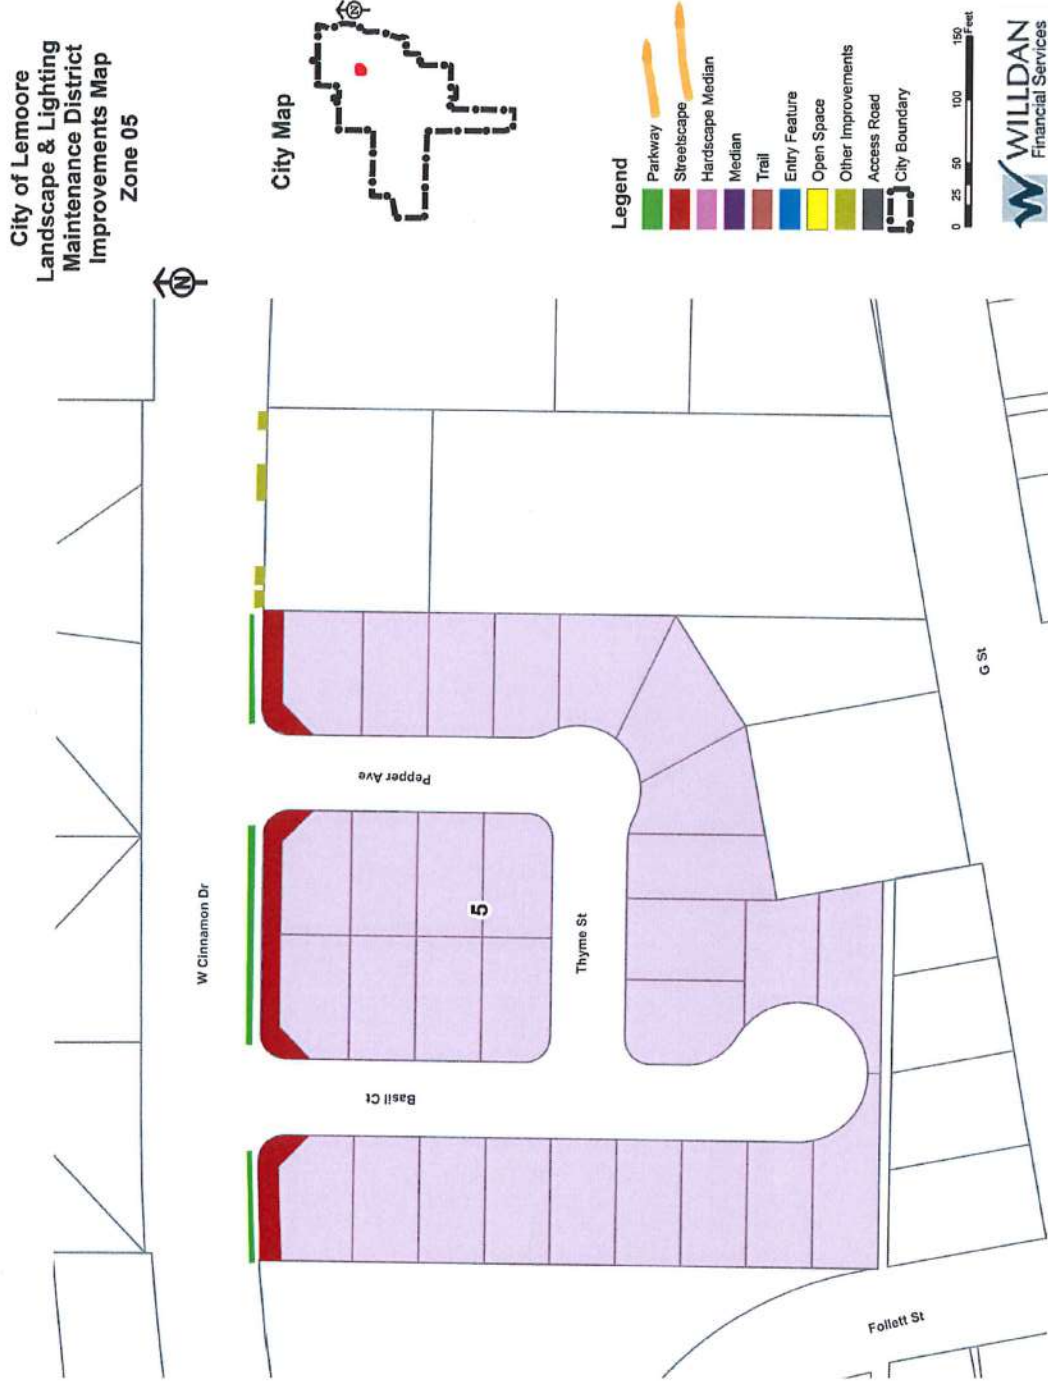 City of Lemoore
Landscape & Lighting
Maintenance District
Improvements Map
Zone 05
N
City Map
N
Legend
Parkway
Streetscape
Hardscape Median
Median
Trail
Entry Feature
Open Space
Other Improvements
Access Road
City Boundary
0 25 50 100 150
Feet
WILLDAN
Financial Services
W Cinnamon Dr
Pepper Ave
Basil Ct
5
Thyme St
G St
Follett St